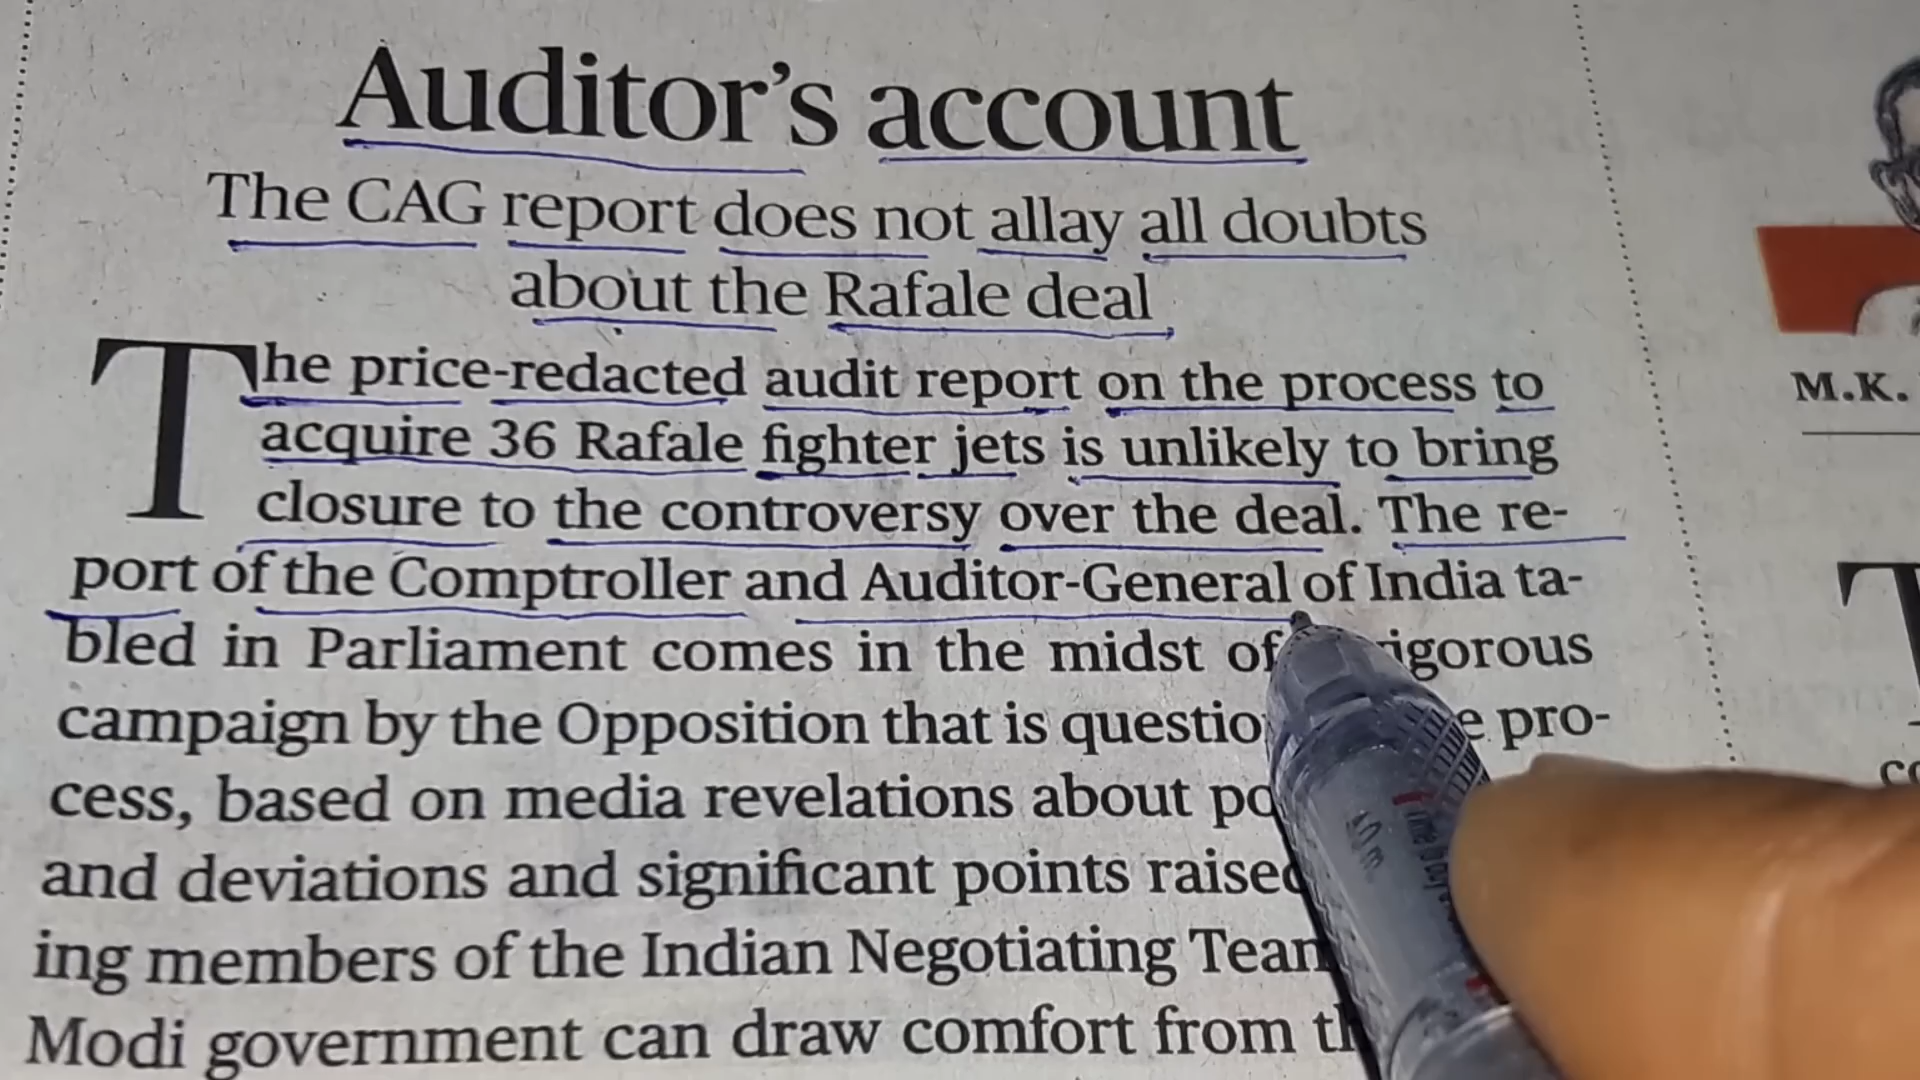 Auditor's account
The CAG report does not allay all doubts
about the Rafale deal
The price-redacted audit report on the process to
acquire 36 Rafale fighter jets is unlikely to bring
closure to the controversy over the deal. The re-
port of the Comptroller and Auditor-General of India ta-
bled in Parliament comes in the midst of
campaign by the Opposition that is pro-
cess, based on media revelations about
and deviations and significant points raised
ing members of the Indian Negotiating Team
Modi government can draw comfort from
M.K.